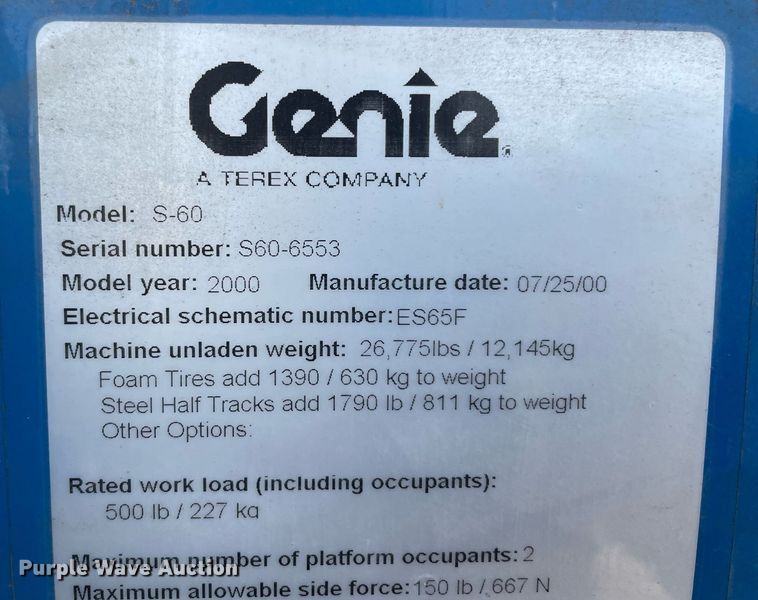 Genie
A TEREX COMPANY
Model: S-60
Serial number: S60-6553
Model year: 2000 Manufacture date: 07/25/00
Electrical schematic number: ES65F
Machine unladen weight: 26,775lbs / 12,145kg
Foam Tires add 1390 / 630 kg to weight
Steel Half Tracks add 1790 lb / 811 kg to weight
Other Options:
Rated work load (including occupants):
500 lb / 227 kg
Maximum number of platform occupants: 2
Purple Wave Auction
Maximum allowable side force: 150 lb / 667 N